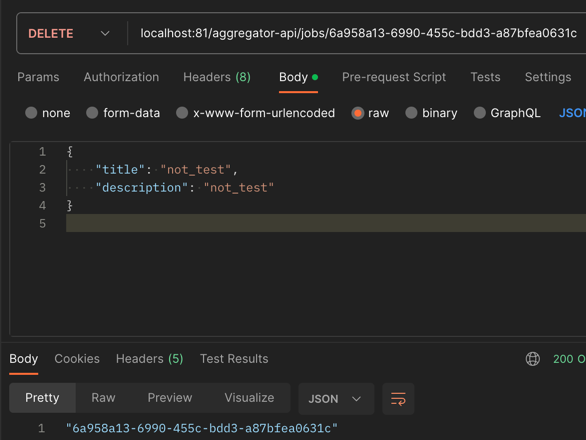 DELETE localhost:81/aggregator-api/jobs/6a958a13-6990-455c-bdd3-a87bfea0631c
Params Authorization Headers (8) Body Pre-request Script Tests Settings
none form-data x-www-form-urlencoded raw binary GraphQL JSON
1 {
2 ····"title":·"not_test",
3 ····"description":·"not_test"
4 }
5
Body Cookies Headers (5) Test Results 200 O
Pretty Raw Preview Visualize JSON
1 "6a958a13-6990-455c-bdd3-a87bfea0631c"